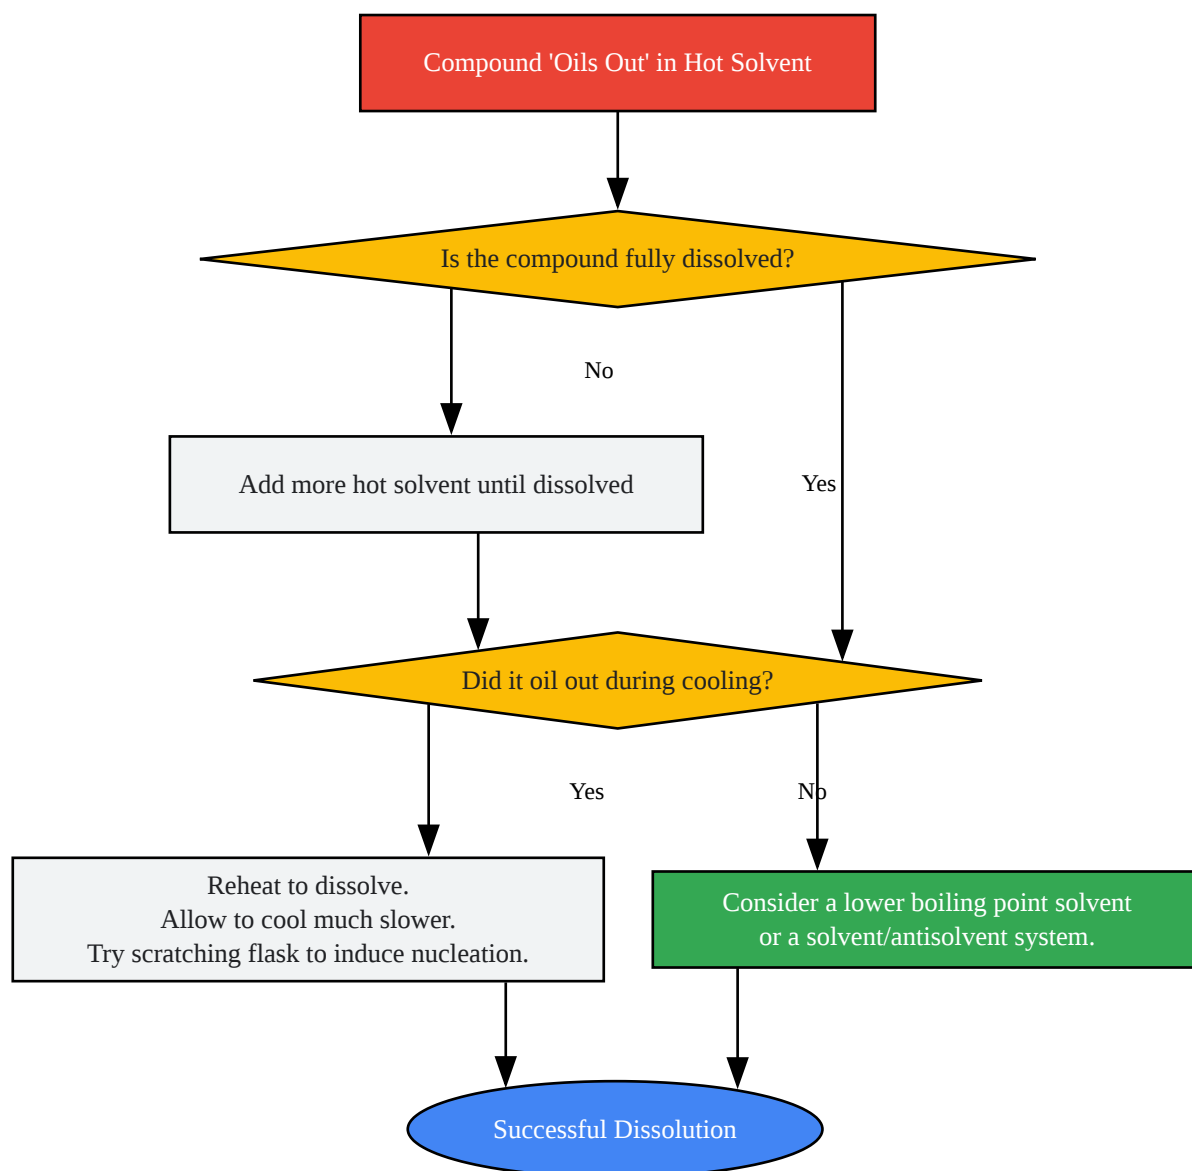 Compound 'Oils Out' in Hot Solvent
Is the compound fully dissolved?
No
Add more hot solvent until dissolved
Yes
Did it oil out during cooling?
Yes
No
Reheat to dissolve.
Allow to cool much slower.
Try scratching flask to induce nucleation.
Consider a lower boiling point solvent
or a solvent/antisolvent system.
Successful Dissolution